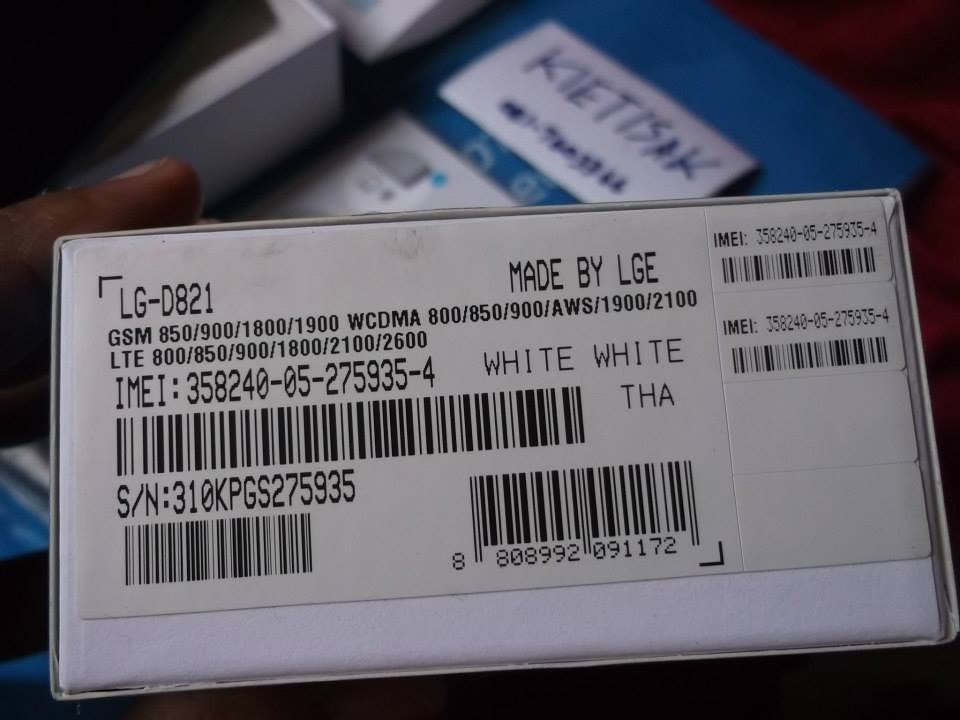 KIETISAK
LG-D821
MADE BY LGE
GSM 850/900/1800/1900 WCDMA 800/850/900/AWS/1900/2100
LTE 800/850/900/1800/2100/2600
IMEI:358240-05-275935-4
WHITE WHITE
THA
S/N:310KPGS275935
8 808992 091172
IMEI: 358240-05-275935-4
IMEI: 358240-05-275935-4